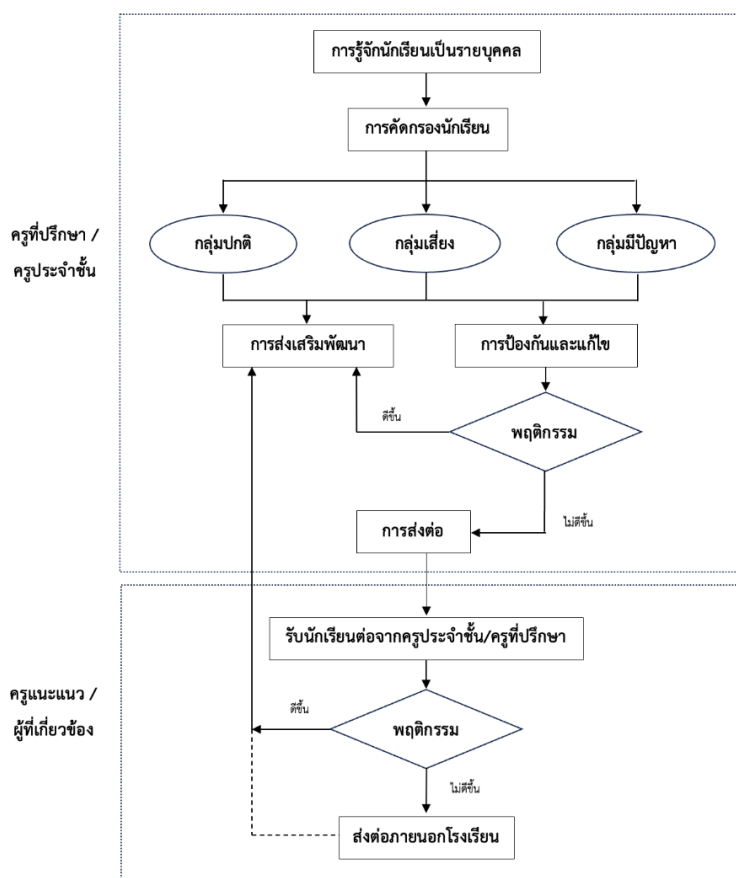 การรู้จักนักเรียนเป็นรายบุคคล
การคัดกรองนักเรียน
ครูที่ปรึกษา /
ครูประจำชั้น
กลุ่มปกติ
กลุ่มเสี่ยง
กลุ่มมีปัญหา
การส่งเสริมพัฒนา
การป้องกันและแก้ไข
ดีขึ้น
พฤติกรรม
ไม่ดีขึ้น
การส่งต่อ
รับนักเรียนต่อจากครูประจำชั้น/ครูที่ปรึกษา
ครูแนะแนว /
ผู้ที่เกี่ยวข้อง
ดีขึ้น
พฤติกรรม
ไม่ดีขึ้น
ส่งต่อภายนอกโรงเรียน